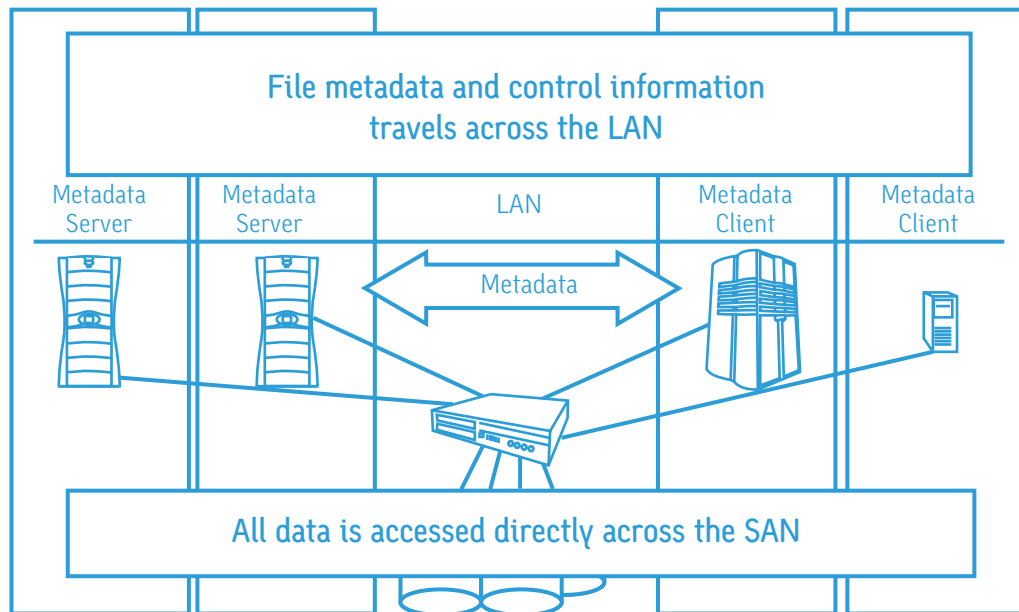 File metadata and control information
travels across the LAN
Metadata
Server
Metadata
Server
LAN
Metadata
Client
Metadata
Client
Metadata
All data is accessed directly across the SAN